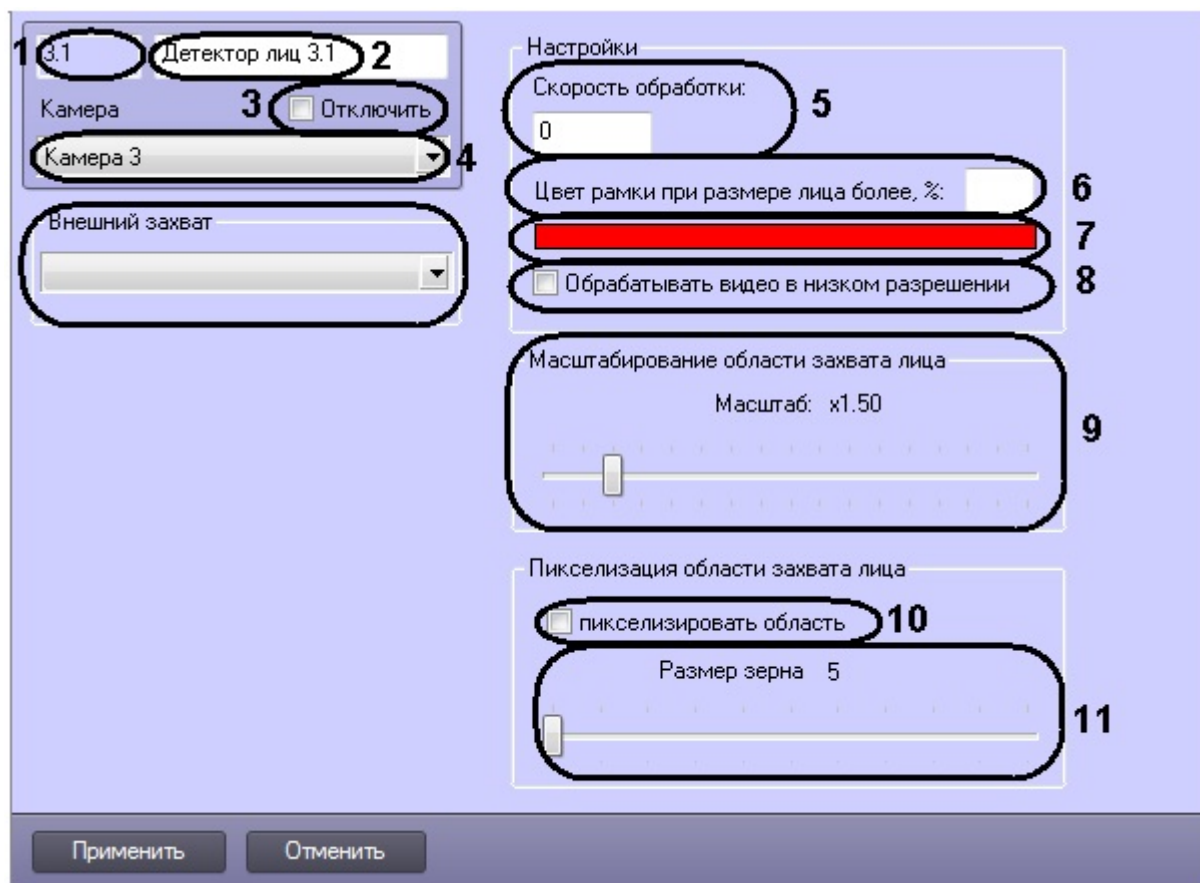 1 3.1 Детектор лиц 3.1 2
Камера 3 Отключить
Камера 3 4
Внешний захват
Настройки
Скорость обработки:
0 5
Цвет рамки при размере лица более, %: 6
7
Обрабатывать видео в низком разрешении 8
Масштабирование области захвата лица
Масштаб: x1.50
9
Пикселизация области захвата лица
пикселизировать область 10
Размер зерна 5
11
Применить Отменить